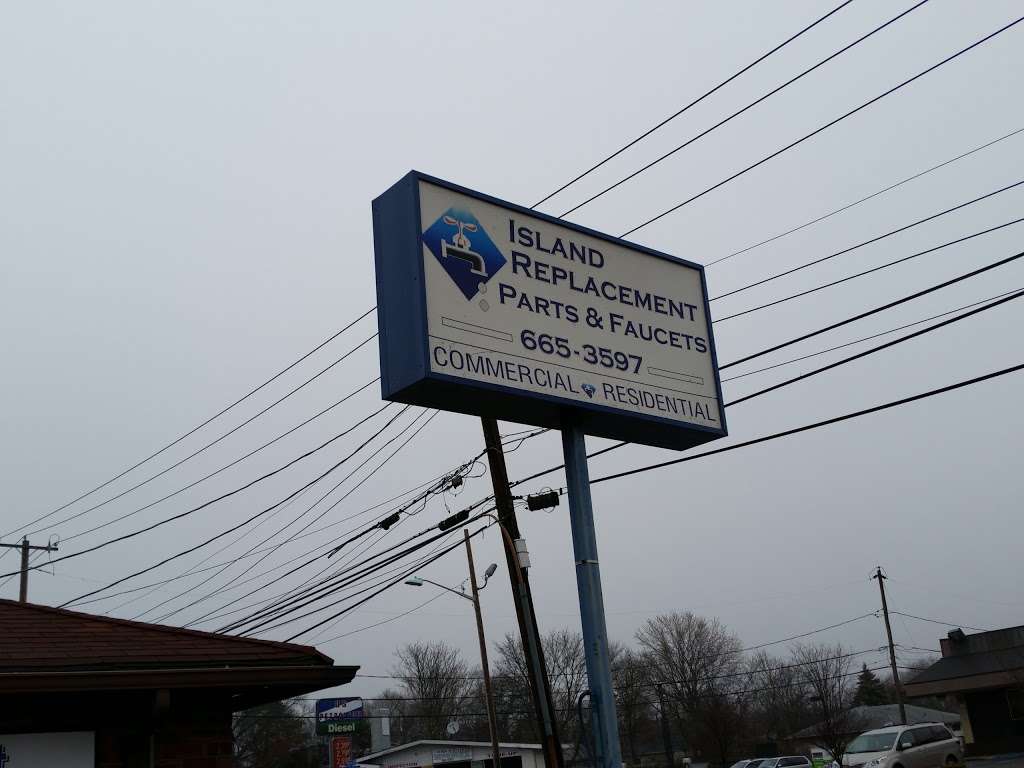 ISLAND
REPLACEMENT
PARTS & FAUCETS
665-3597
COMMERCIAL RESIDENTIAL
Diesel